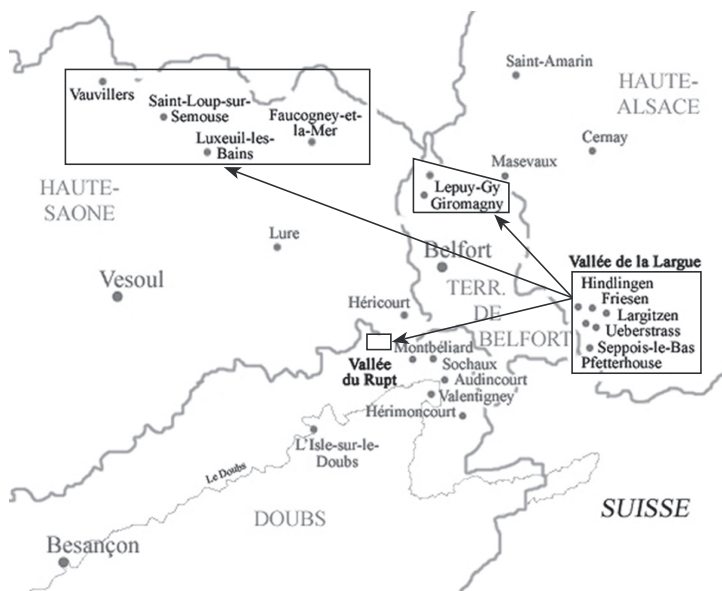 Saint-Amarin
HAUTE-
ALSACE
Vauvillers
Saint-Loup-sur-
Semouse
Faucogney-et-
la-Mer
Luxeuil-les-
Bains
Cernay
Masevaux
Lepuy-Gy
Giromagny
HAUTE-
SAONE
Lure
Belfort
Vesoul
Vallée de la Largue
Hindlingen
Friesen
Largitzen
Ueberstrass
Seppois-le-Bas
Pfetterhouse
TERR.
DE
BELFORT
Héricourt
Vallée
du Rupt
Montbéliard
Sochaux
Audincourt
Valentigney
Hérimoncourt
L'Isle-sur-le-
Doubs
Le Doubs
DOUBS
SUISSE
Besançon